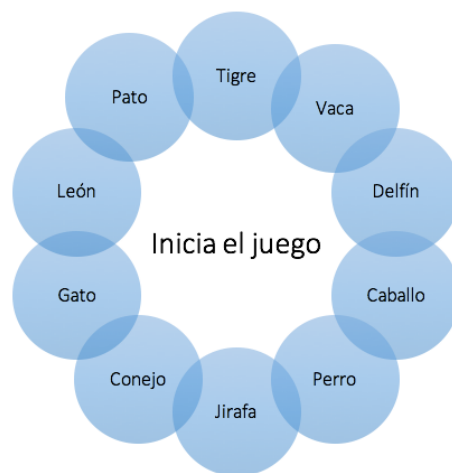 Tigre
Vaca
Delfín
Caballo
Perro
Jirafa
Conejo
Gato
León
Pato
Inicia el juego